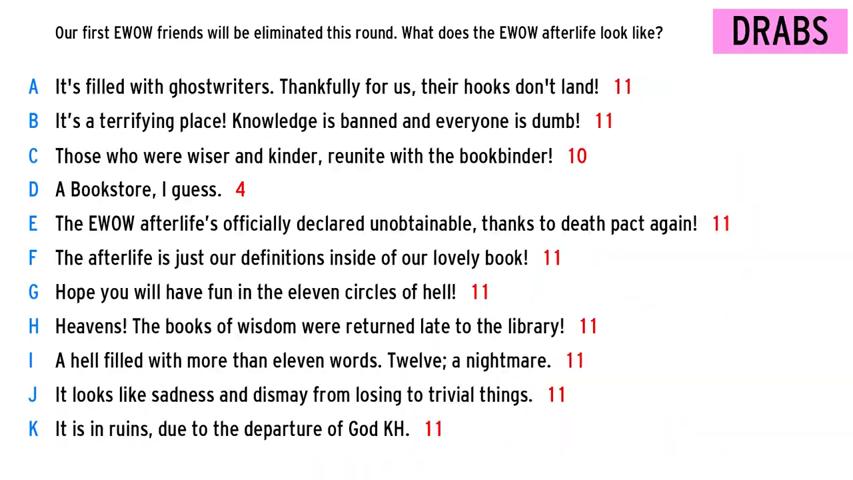 Our first EWOW friends will be eliminated this round. What does the EWOW afterlife look like?
DRABS
A It's filled with ghostwriters. Thankfully for us, their hooks don't land! 11
B It’s a terrifying place! Knowledge is banned and everyone is dumb! 11
C Those who were wiser and kinder, reunite with the bookbinder! 10
D A Bookstore, I guess. 4
E The EWOW afterlife’s officially declared unobtainable, thanks to death pact again! 11
F The afterlife is just our definitions inside of our lovely book! 11
G Hope you will have fun in the eleven circles of hell! 11
H Heavens! The books of wisdom were returned late to the library! 11
I A hell filled with more than eleven words. Twelve; a nightmare. 11
J It looks like sadness and dismay from losing to trivial things. 11
K It is in ruins, due to the departure of God KH. 11